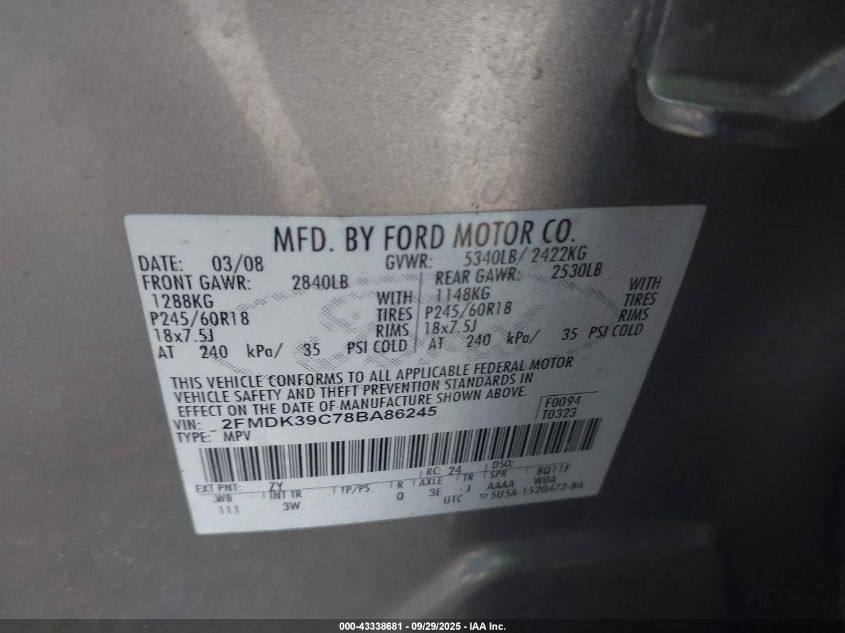 MFD. BY FORD MOTOR CO.
DATE: 03/08 GVWR: 5340LB/ 2422KG
FRONT GAWR: 2840LB REAR GAWR: 2530LB
1288KG WITH 1148KG WITH
P245/60R18 TIRES P245/60R18 TIRES
18x7.5J RIMS 18x7.5J RIMS
AT 240 kPa/ 35 PSI COLD AT 240 kPa/ 35 PSI COLD
THIS VEHICLE CONFORMS TO ALL APPLICABLE FEDERAL MOTOR
VEHICLE SAFETY AND THEFT PREVENTION STANDARDS IN
EFFECT ON THE DATE OF MANUFACTURE SHOWN ABOVE.
F0094
VIN: 2FMDK39C78BA86245
T0323
TYPE: MPV
EXT PNT: ZY RC: 24 DSO:
WB INT TR TP/PS R AXLE TR SPR BQ11F
111 3W Q 3E J AAAA W0A
UTC 5U5A-1520472-BA
000-43338681 - 09/29/2025 - IAA Inc.